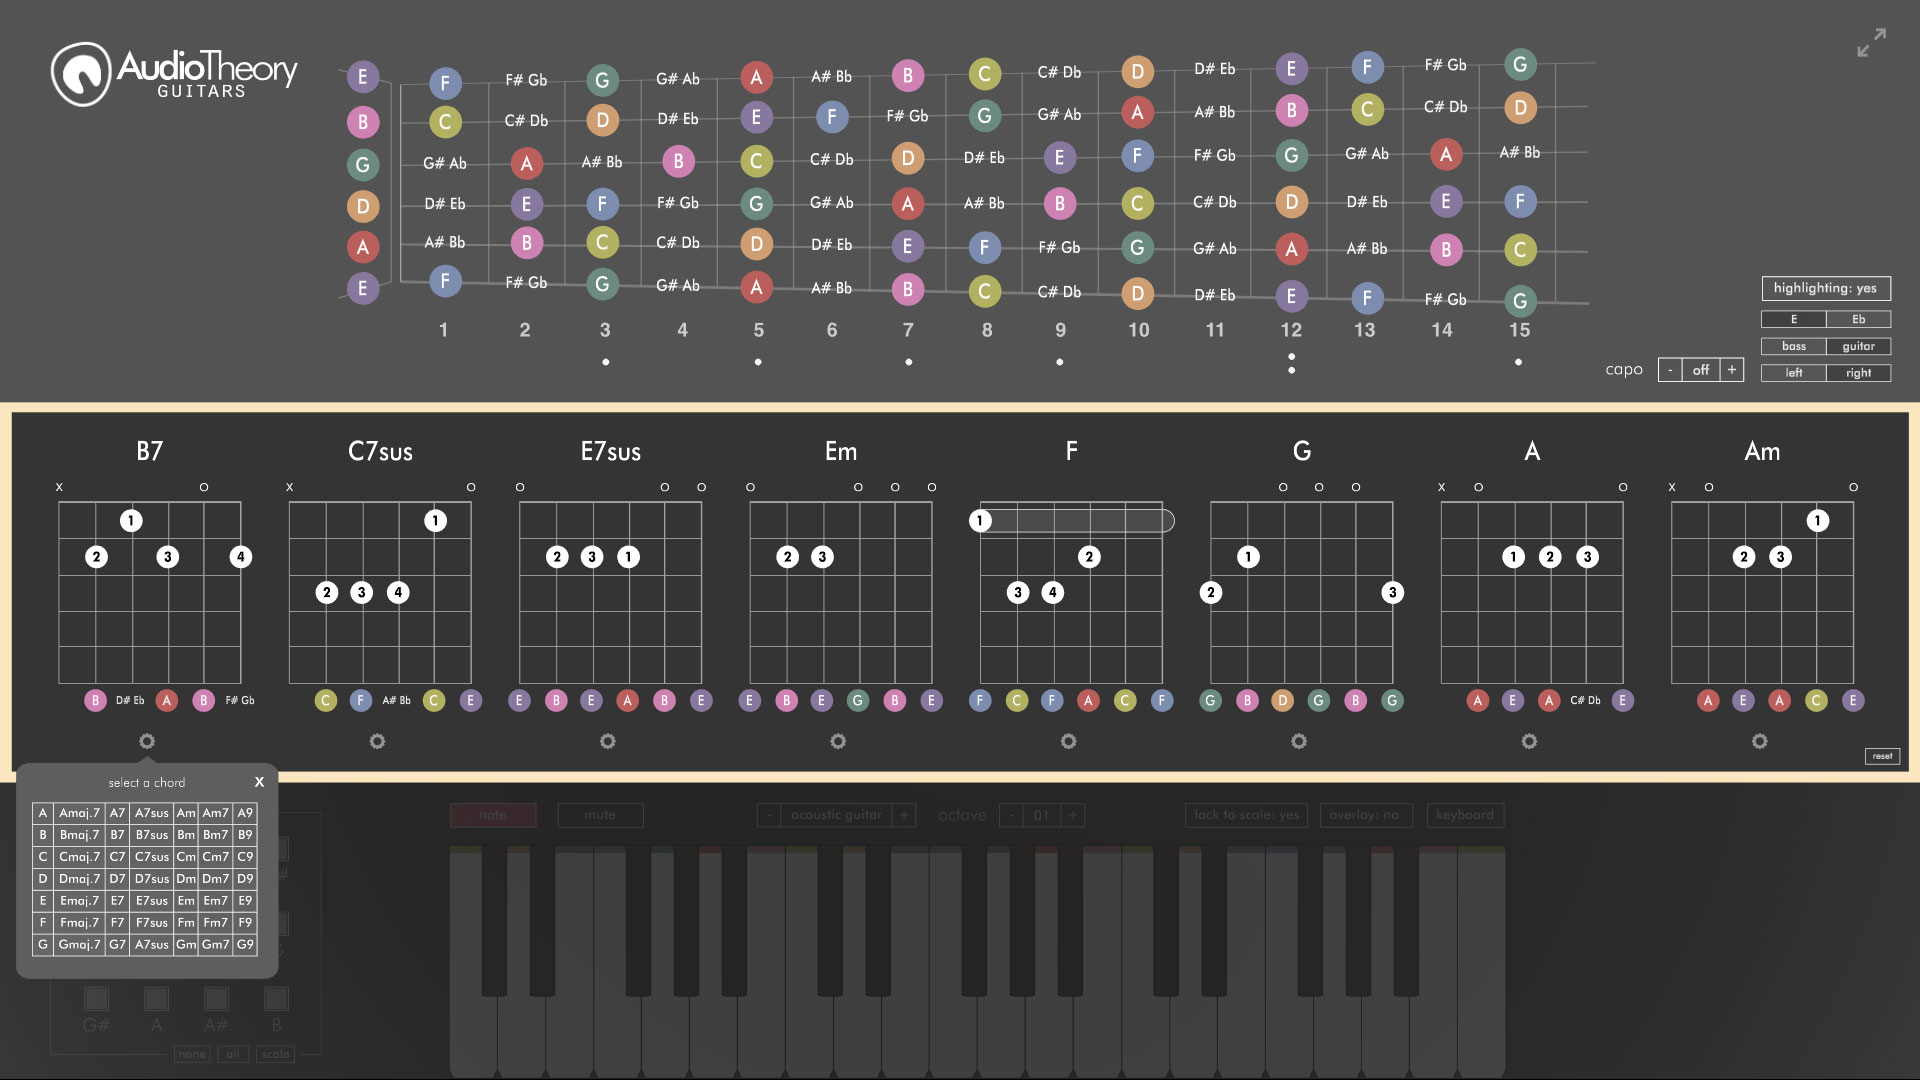 AudioTheory
GUITARS
E F F# Gb G G# Ab A A# Bb B C C# Db D D# Eb E F F# Gb G
B C C# Db D D# Eb E F F# Gb G G# Ab A A# Bb B C C# Db D
G G# Ab A A# Bb B C C# Db D D# Eb E F F# Gb G G# Ab A A# Bb
D D# Eb E F F# Gb G G# Ab A A# Bb B C C# Db D D# Eb E F
A A# Bb B C C# Db D D# Eb E F F# Gb G G# Ab A A# Bb B C
E F F# Gb G G# Ab A A# Bb B C C# Db D D# Eb E F F# Gb G
1 2 3 4 5 6 7 8 9 10 11 12 13 14 15
highlighting: yes
E Eb
bass guitar
capo - off +
left right
B7 C7sus E7sus Em F G A Am
x o x o o o o o o o o o o o x o o x o o
1 1 1 1
2 3 4 2 3 1 2 3 2 1 1 2 3 2 3
2 3 4 3 4 2 3
B D# Eb A B F# Gb C F A# Bb C E E B E A B E E B E G B E F C F A C F G B D G B G A E A C# Db E A E A C E
reset
select a chord X
A Amaj.7 A7 A7sus Am Am7 A9
B Bmaj.7 B7 B7sus Bm Bm7 B9
C Cmaj.7 C7 C7sus Cm Cm7 C9
D Dmaj.7 D7 D7sus Dm Dm7 D9
E Emaj.7 E7 E7sus Em Em7 E9
F Fmaj.7 F7 F7sus Fm Fm7 F9
G Gmaj.7 G7 A7sus Gm Gm7 G9
note mute - acoustic guitar + octave - 01 + lock to scale: yes overlay: no keyboard
G# A A# B
none all scale